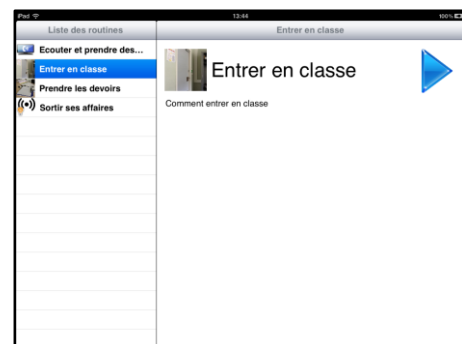 iPad 13:44 100%
Liste des routines
Ecouter et prendre des...
Entrer en classe
Prendre les devoirs
Sortir ses affaires
Entrer en classe
Entrer en classe
Comment entrer en classe